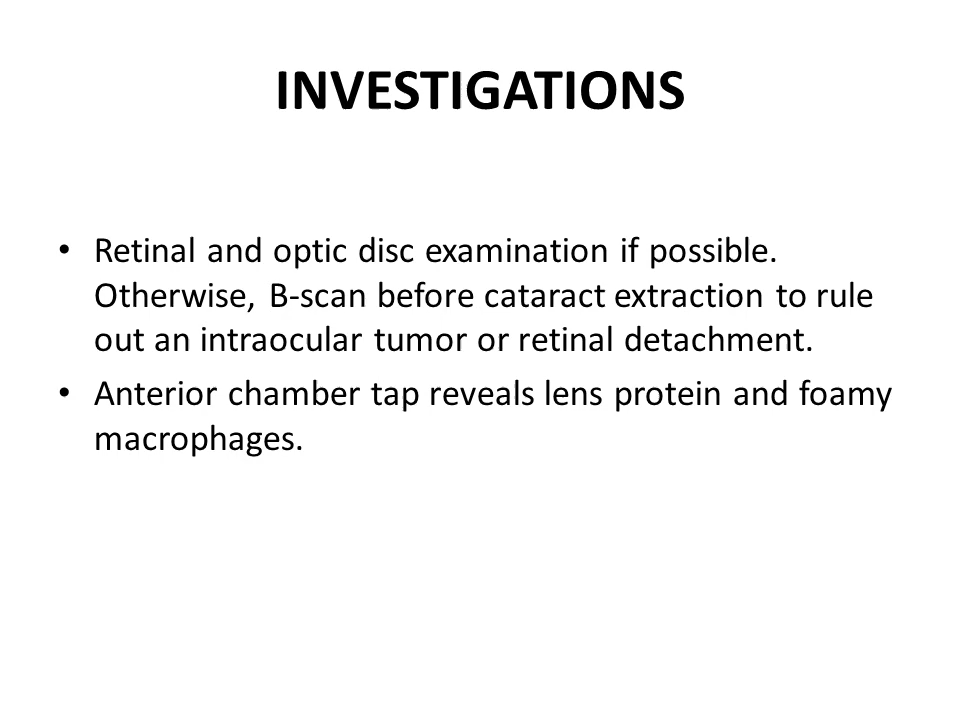 INVESTIGATIONS
• Retinal and optic disc examination if possible.
Otherwise, B-scan before cataract extraction to rule
out an intraocular tumor or retinal detachment.
• Anterior chamber tap reveals lens protein and foamy
macrophages.